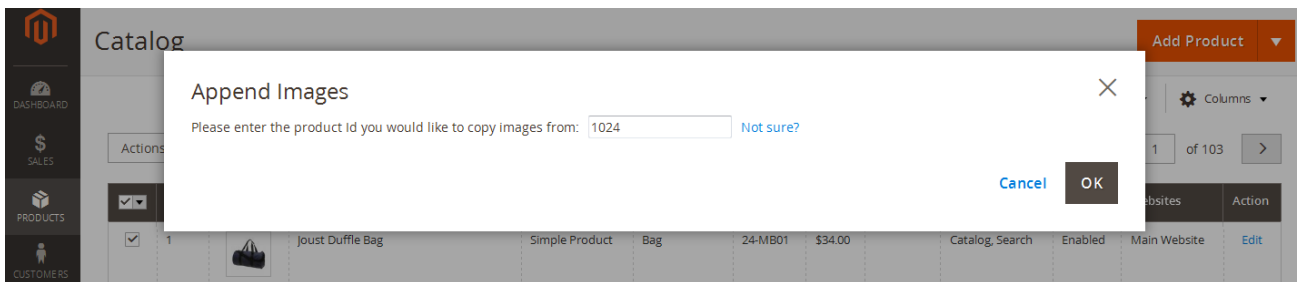 Catalog
Add Product
Append Images
Please enter the product Id you would like to copy images from: 1024 Not sure?
Cancel OK
DASHBOARD
SALES
PRODUCTS
CUSTOMERS
Columns
Actions
1 of 103
ebsites Action
1 Joust Duffle Bag Simple Product Bag 24-MB01 $34.00 Catalog, Search Enabled Main Website Edit